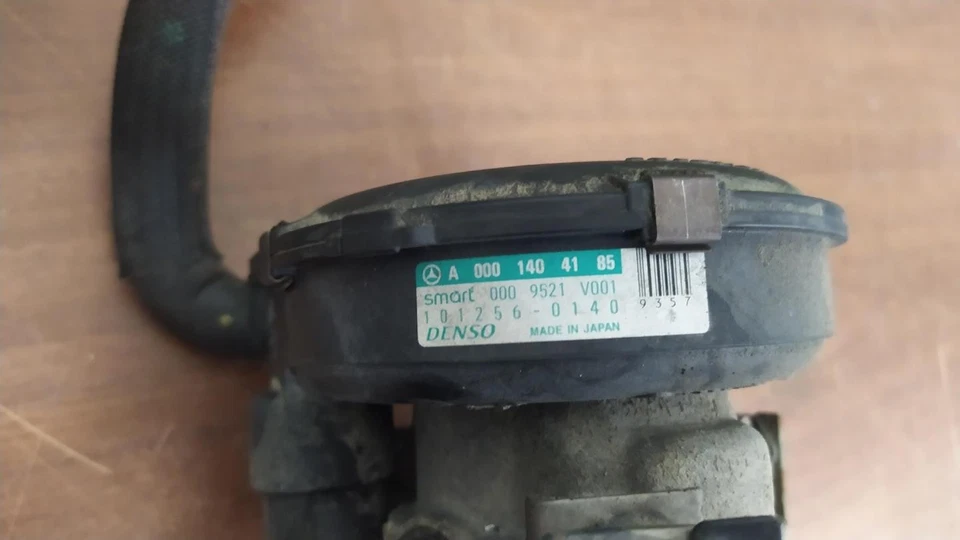 A 000 140 41 85
smart 000 9521 V001
101256-0140
DENSO MADE IN JAPAN
9357